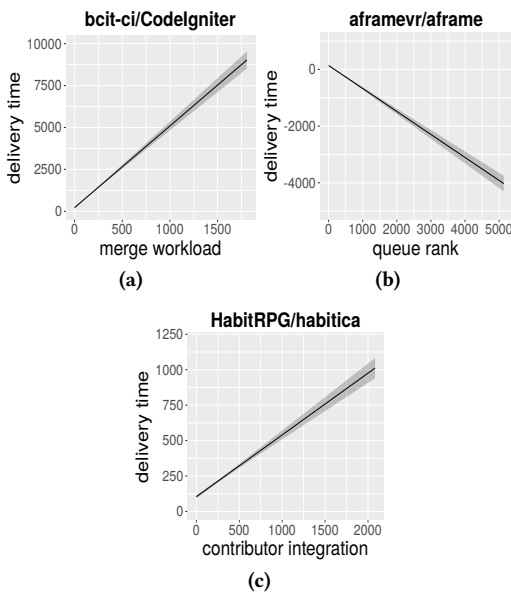 bcit-ci/CodeIgniter
10000
7500
5000
2500
0
delivery time
0 500 1000 1500
merge workload
(a)
aframevr/aframe
0
-2000
-4000
delivery time
0 1000 2000 3000 4000 5000
queue rank
(b)
HabitRPG/habitica
1250
1000
750
500
250
0
delivery time
0 500 1000 1500 2000
contributor integration
(c)